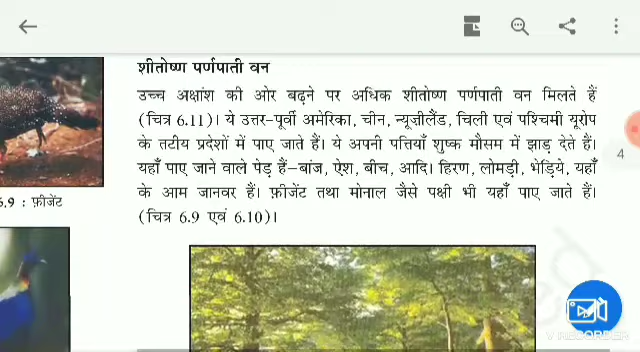 शीतोष्ण पर्णपाती वन
उच्च अक्षांश की ओर बढ़ने पर अधिक शीतोष्ण पर्णपाती वन मिलते हैं
(चित्र 6.11)। ये उत्तर-पूर्वी अमेरिका, चीन, न्यूज़ीलैंड, चिली एवं पश्चिमी यूरोप
के तटीय प्रदेशों में पाए जाते हैं। ये अपनी पत्तियाँ शुष्क मौसम में झाड़ देते हैं।
यहाँ पाए जाने वाले पेड़ हैं-बांज, ऐश, बीच, आदि। हिरण, लोमड़ी, भेड़िये, यहाँ
के आम जानवर हैं। फ़ीजेंट तथा मोनाल जैसे पक्षी भी यहाँ पाए जाते हैं।
(चित्र 6.9 एवं 6.10)।
6.9 : फ़ीजेंट
4
V RECORDER